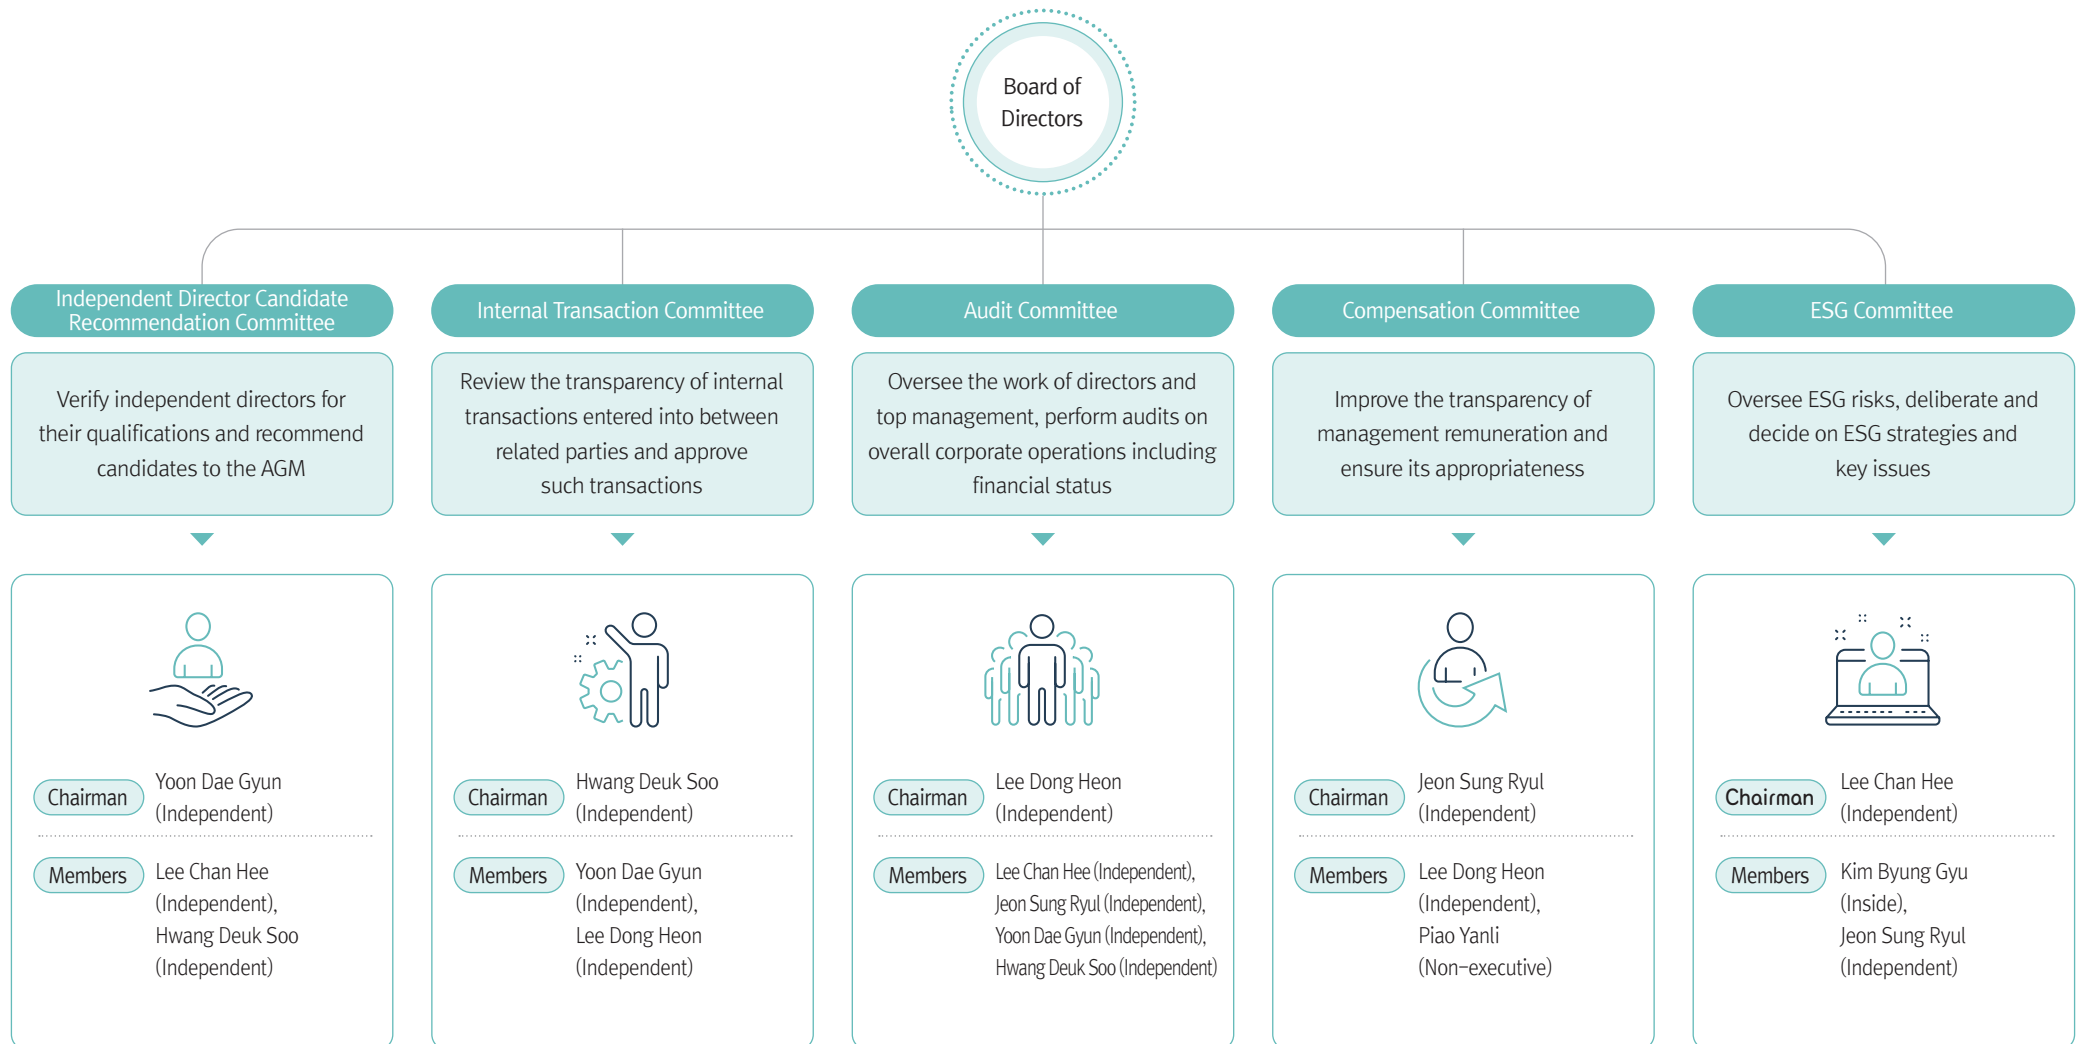 Board of
Directors
Independent Director Candidate
Recommendation Committee
Verify independent directors for
their qualifications and recommend
candidates to the AGM
Chairman
Yoon Dae Gyun
(Independent)
Members
Lee Chan Hee
(Independent),
Hwang Deuk Soo
(Independent)
Internal Transaction Committee
Review the transparency of internal
transactions entered into between
related parties and approve
such transactions
Chairman
Hwang Deuk Soo
(Independent)
Members
Yoon Dae Gyun
(Independent),
Lee Dong Heon
(Independent)
Audit Committee
Oversee the work of directors and
top management, perform audits on
overall corporate operations including
financial status
Chairman
Lee Dong Heon
(Independent)
Members
Lee Chan Hee (Independent),
Jeon Sung Ryul (Independent),
Yoon Dae Gyun (Independent),
Hwang Deuk Soo (Independent)
Compensation Committee
Improve the transparency of
management remuneration and
ensure its appropriateness
Chairman
Jeon Sung Ryul
(Independent)
Members
Lee Dong Heon
(Independent),
Piao Yanli
(Non-executive)
ESG Committee
Oversee ESG risks, deliberate and
decide on ESG strategies and
key issues
Chairman
Lee Chan Hee
(Independent)
Members
Kim Byung Gyu
(Inside),
Jeon Sung Ryul
(Independent)